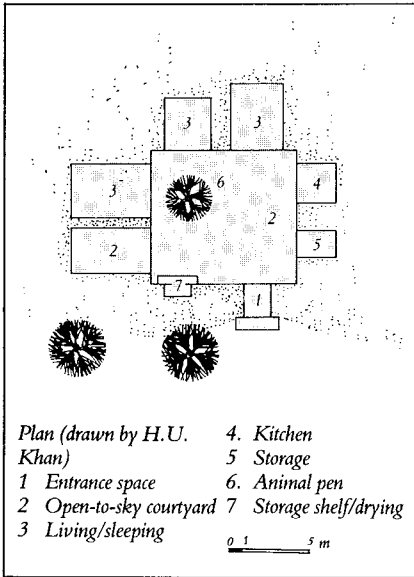 3
3
3
6
4
2
2
5
7
1
Plan (drawn by H.U.
Khan)
1 Entrance space
2 Open-to-sky courtyard
3 Living/sleeping
4. Kitchen
5 Storage
6. Animal pen
7 Storage shelf/drying
0 1 5 m